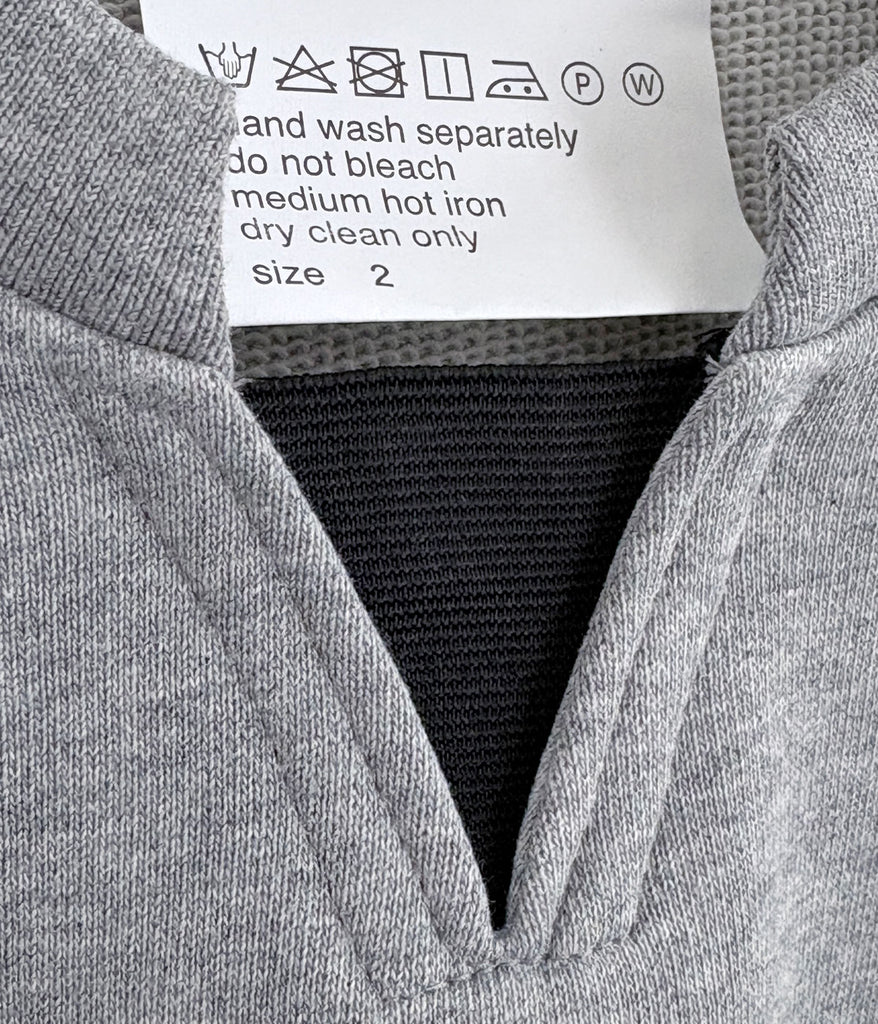 P W
and wash separately
do not bleach
medium hot iron
dry clean only
size 2